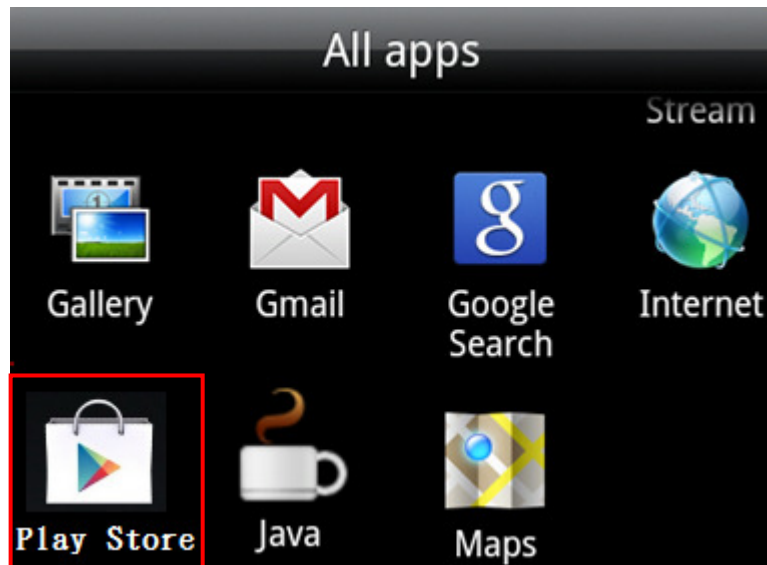 All apps
Stream
Gallery
Gmail
Google
Search
Internet
Play Store
Java
Maps